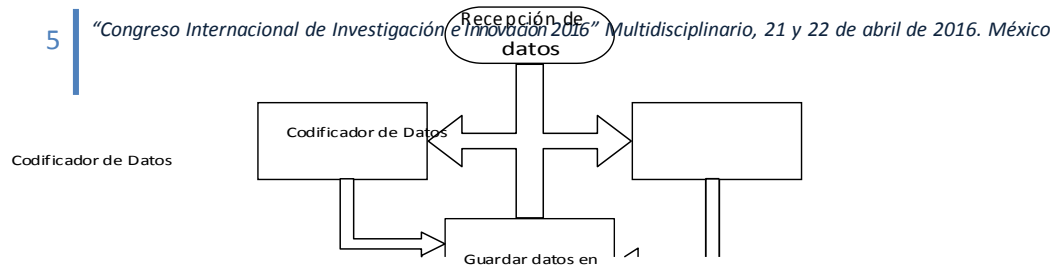 5
“Congreso Internacional de Investigación e Innovación 2016” Multidisciplinario, 21 y 22 de abril de 2016. México
Recepción de
datos
Codificador de Datos
Codificador de Datos
Guardar datos en